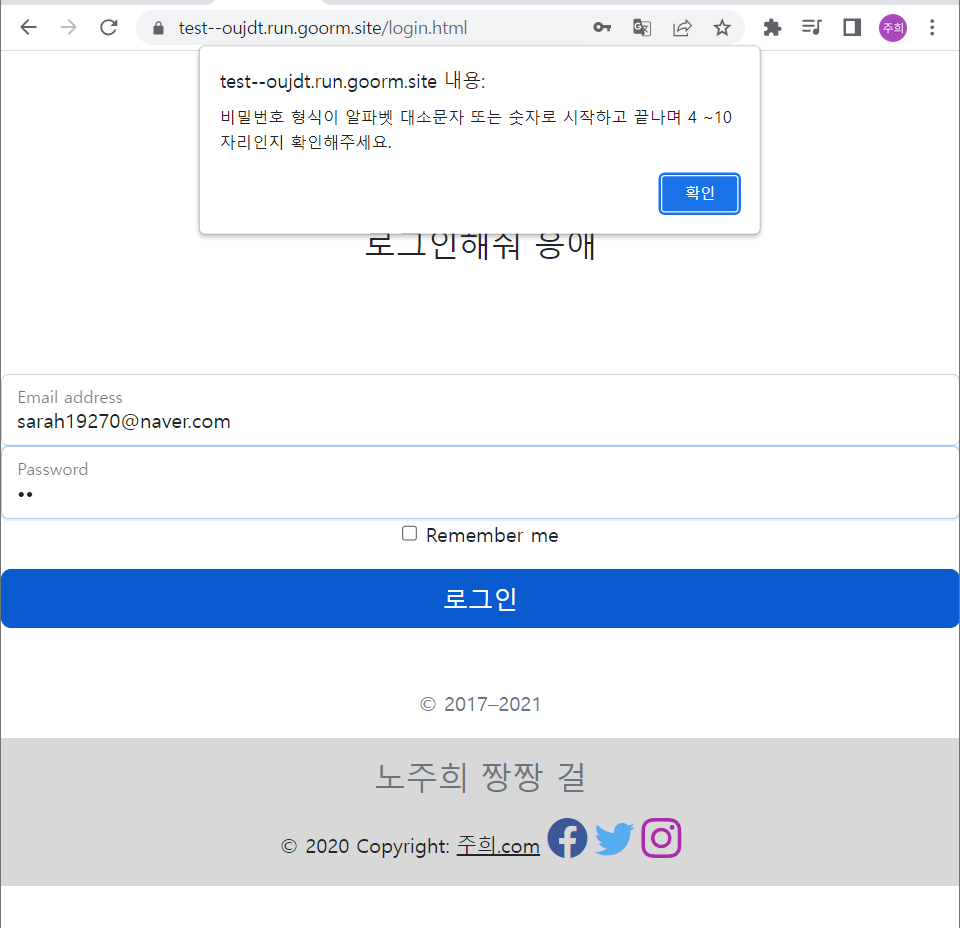 test--oujdt.run.goorm.site/login.html
주희
test--oujdt.run.goorm.site 내용:
비밀번호 형식이 알파벳 대소문자 또는 숫자로 시작하고 끝나며 4 ~10
자리인지 확인해주세요.
확인
로그인해줘 응애
Email address
sarah19270@naver.com
Password
••
Remember me
로그인
© 2017–2021
노주희 짱짱 걸
© 2020 Copyright: 주희.com